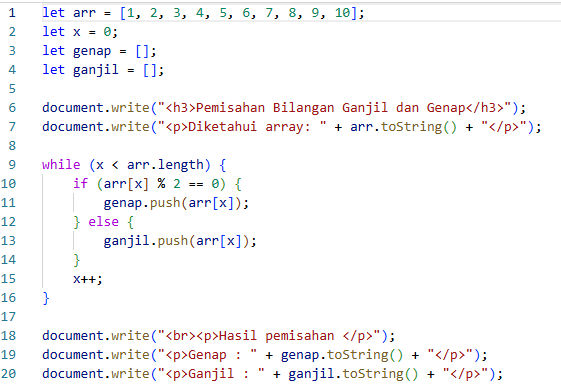 1 let arr = [1, 2, 3, 4, 5, 6, 7, 8, 9, 10];
2 let x = 0;
3 let genap = [];
4 let ganjil = [];
5
6 document.write("<h3>Pemisahan Bilangan Ganjil dan Genap</h3>");
7 document.write("<p>Diketahui array: " + arr.toString() + "</p>");
8
9 while (x < arr.length) {
10     if (arr[x] % 2 == 0) {
11         genap.push(arr[x]);
12     } else {
13         ganjil.push(arr[x]);
14     }
15     x++;
16 }
17
18 document.write("<br><p>Hasil pemisahan </p>");
19 document.write("<p>Genap : " + genap.toString() + "</p>");
20 document.write("<p>Ganjil : " + ganjil.toString() + "</p>");